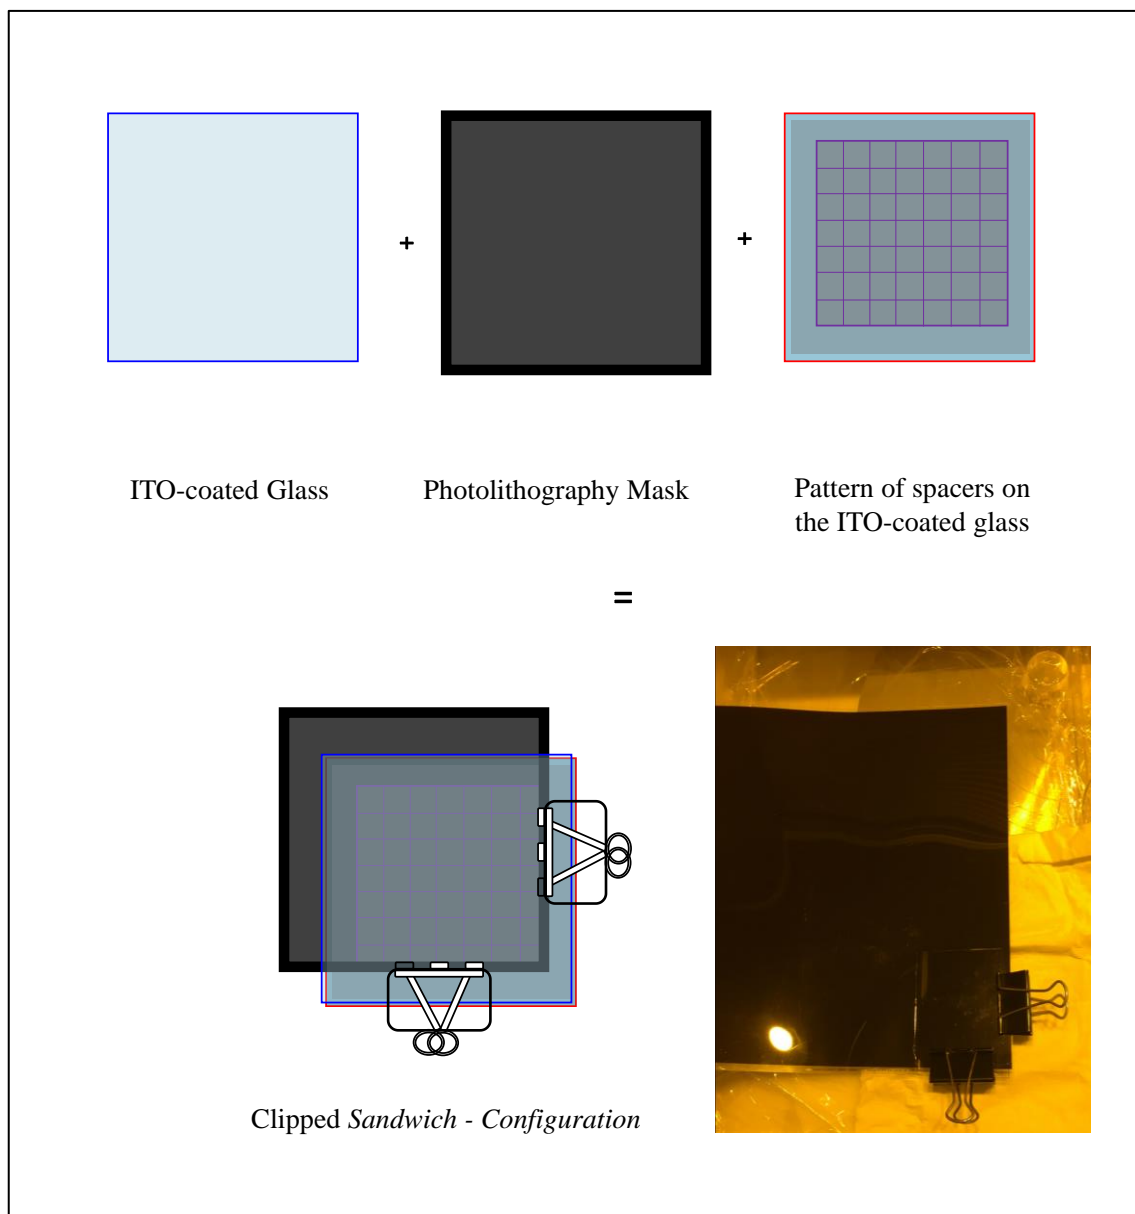 +
+
ITO-coated Glass
Photolithography Mask
Pattern of spacers on
the ITO-coated glass
=
Clipped Sandwich - Configuration